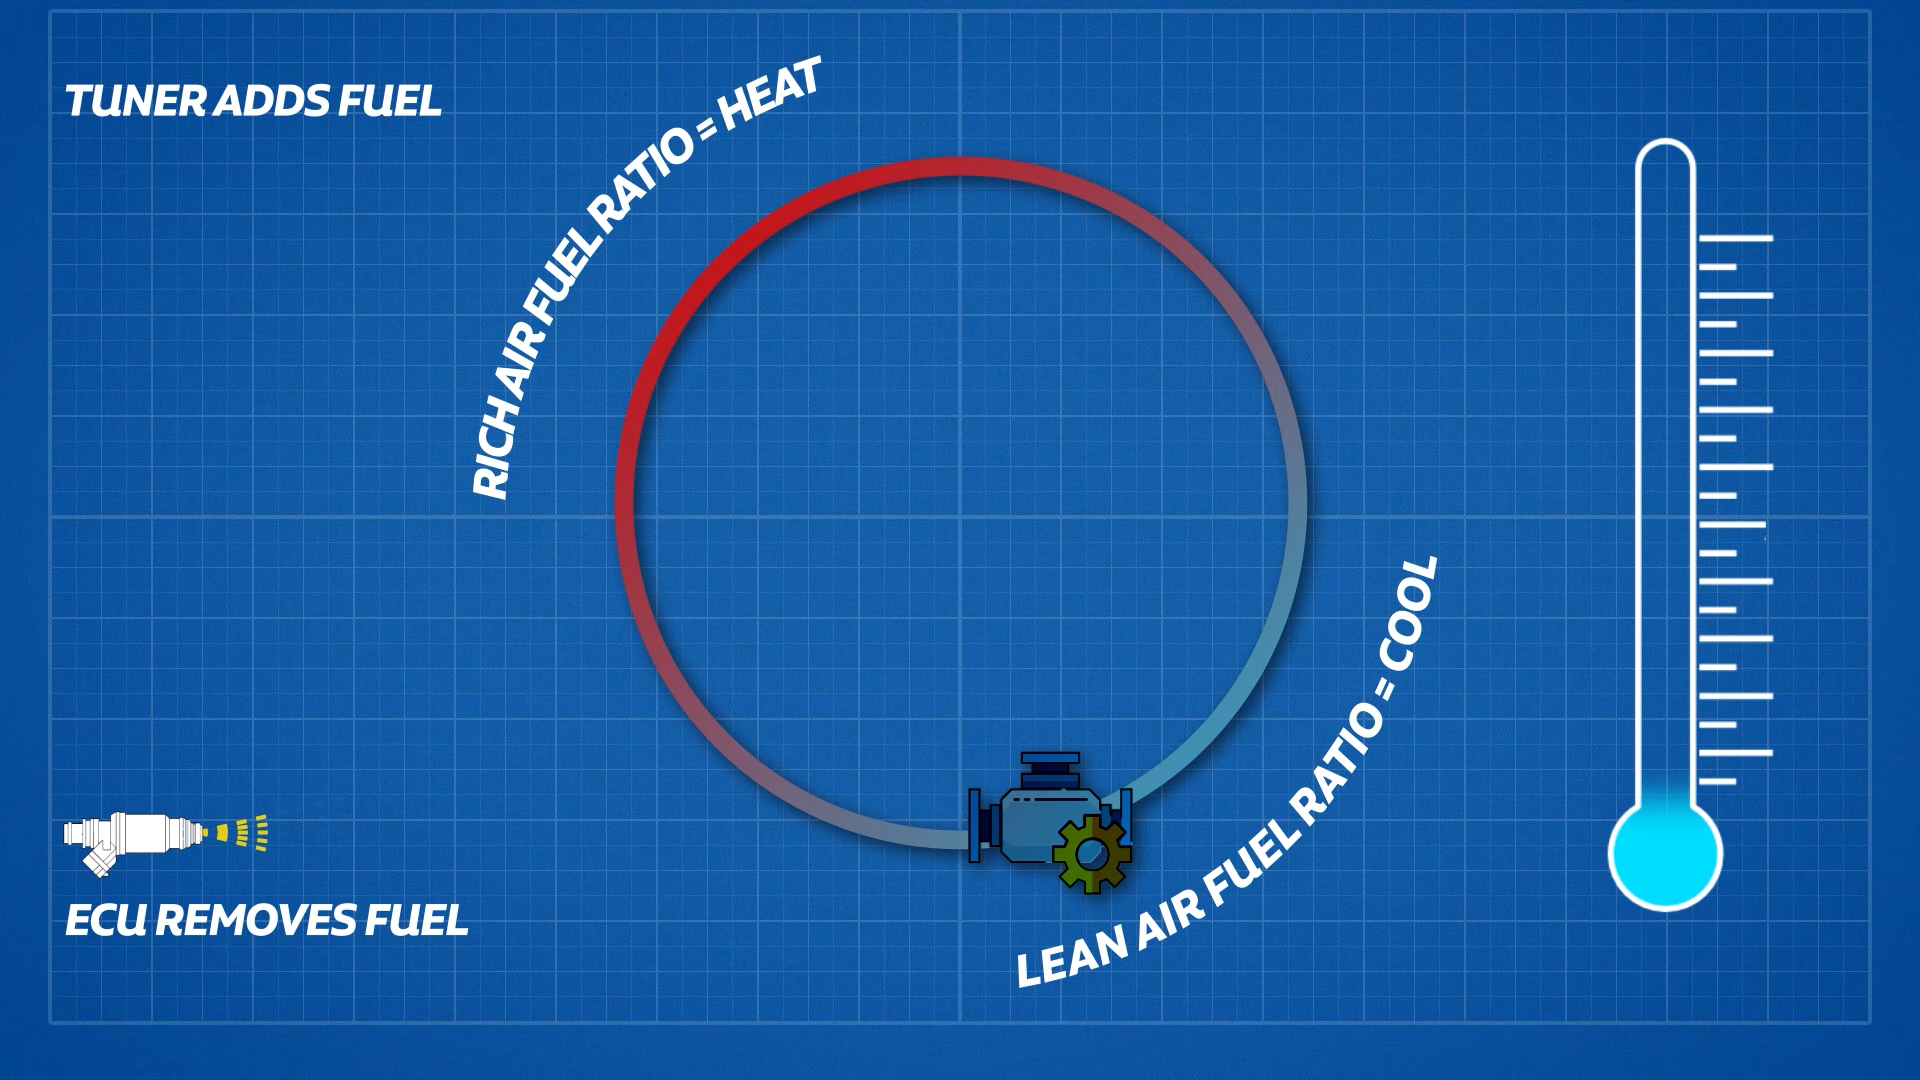 TUNER ADDS FUEL
RICH AIR FUEL RATIO = HEAT
LEAN AIR FUEL RATIO = COOL
ECU REMOVES FUEL